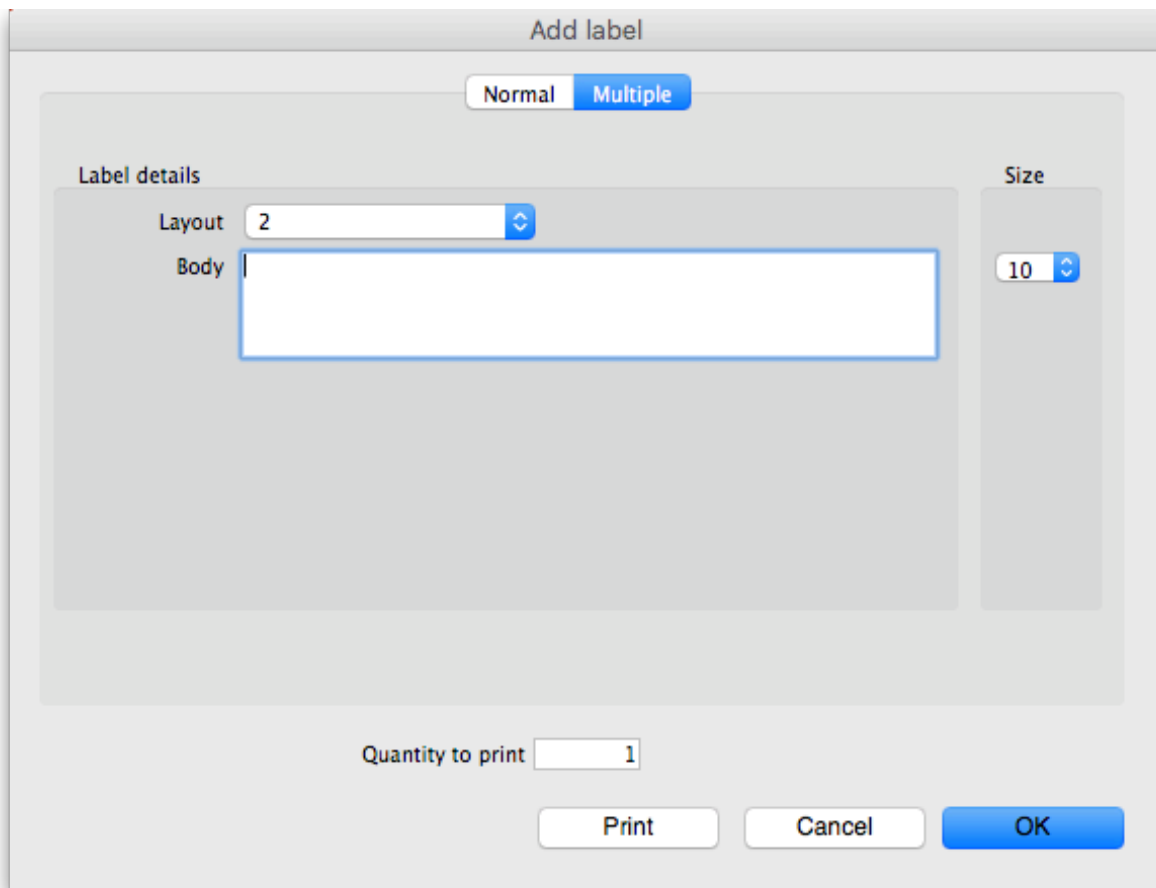 Add label
Normal Multiple
Label details Size
Layout 2
Body 10
Quantity to print 1
Print Cancel OK